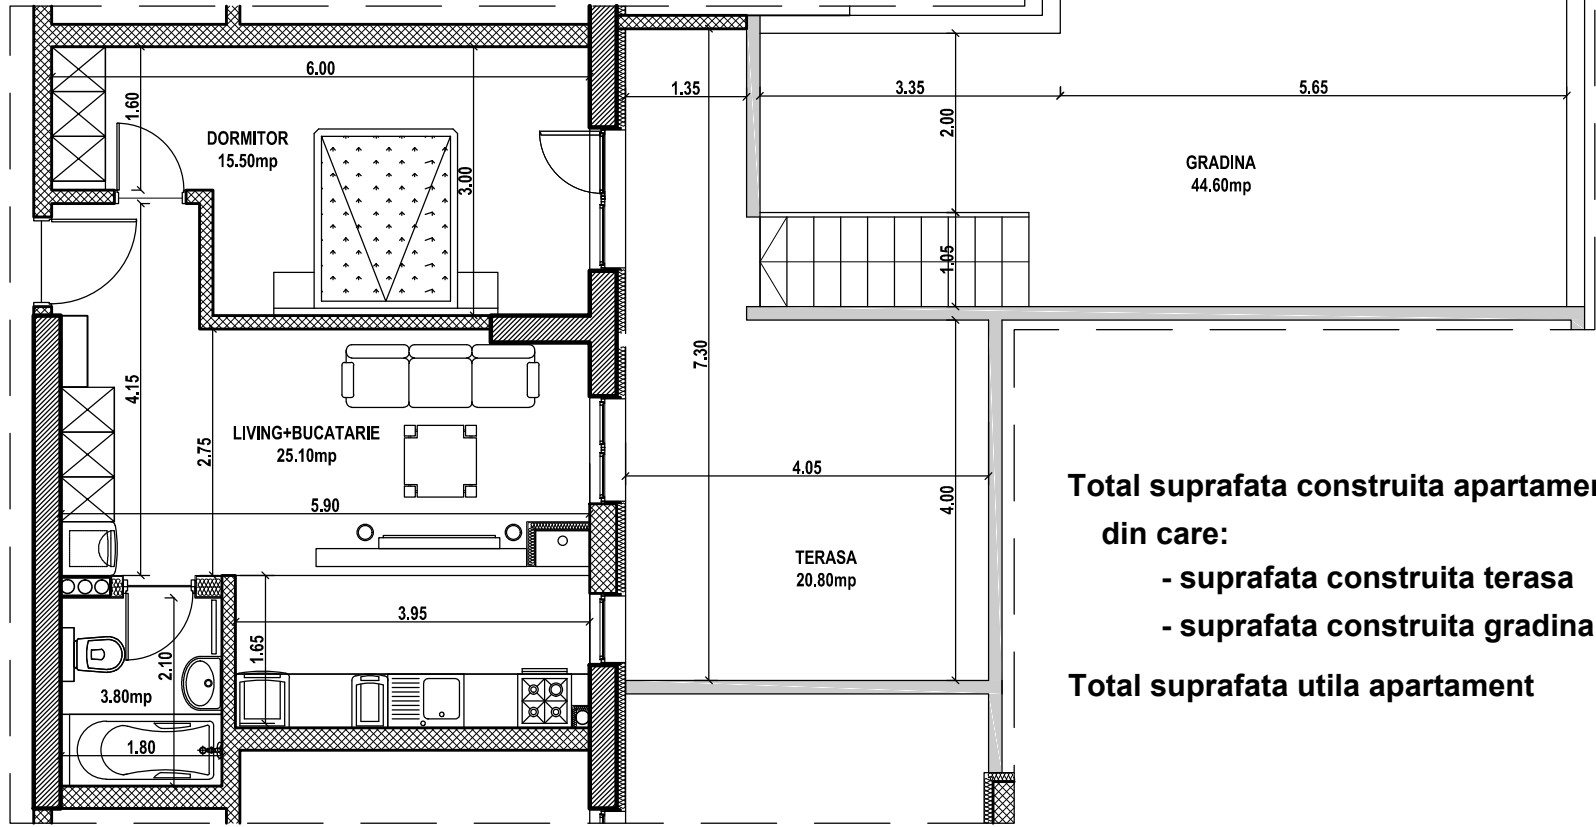 6.00
1.60
DORMITOR
15.50mp
3.00
1.35
3.35
2.00
5.65
GRADINA
44.60mp
1.05
7.30
4.15
2.75
LIVING+BUCATARIE
25.10mp
5.90
4.05
4.00
TERASA
20.80mp
3.95
1.65
2.10
3.80mp
1.80
Total suprafata construita apartamen
din care:
- suprafata construita terasa
- suprafata construita gradina
Total suprafata utila apartament